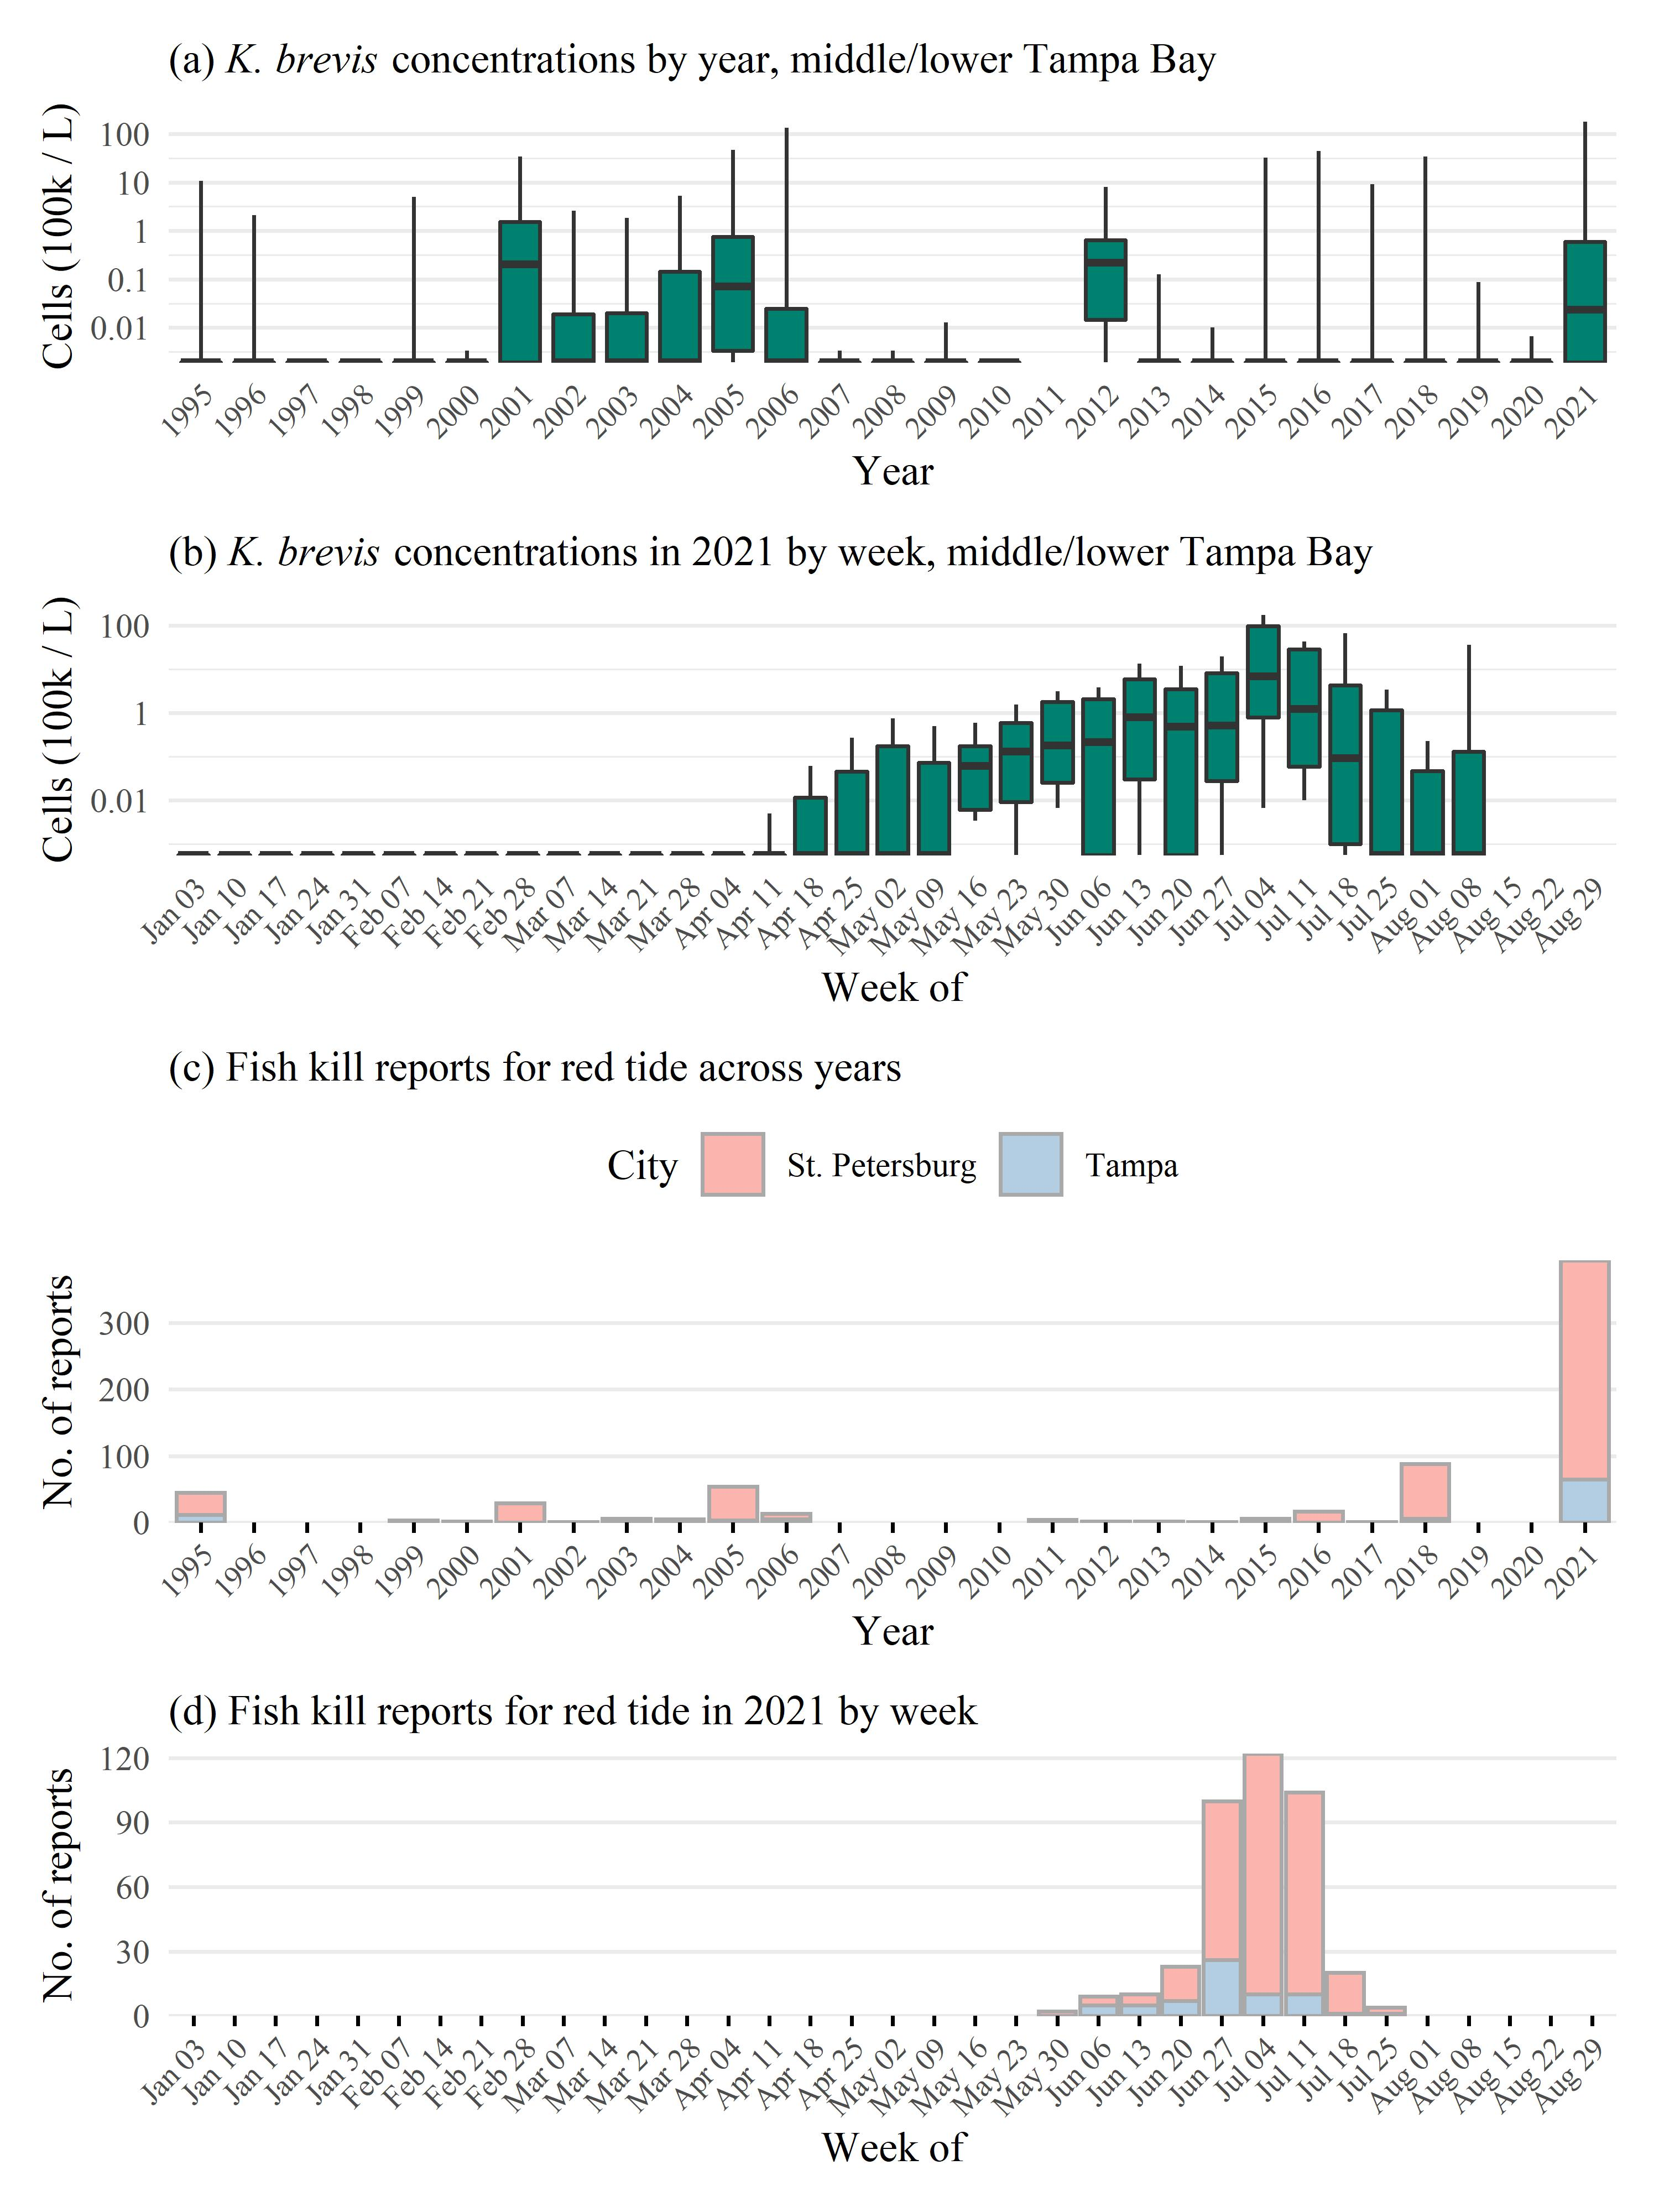 (a) K. brevis concentrations by year, middle/lower Tampa Bay
Cells (100k / L)
100
10
1
0.1
0.01
1995 1996 1997 1998 1999 2000 2001 2002 2003 2004 2005 2006 2007 2008 2009 2010 2011 2012 2013 2014 2015 2016 2017 2018 2019 2020 2021
Year
(b) K. brevis concentrations in 2021 by week, middle/lower Tampa Bay
Cells (100k / L)
100
1
0.01
Jan 03 Jan 10 Jan 17 Jan 24 Jan 31 Feb 07 Feb 14 Feb 21 Feb 28 Mar 07 Mar 14 Mar 21 Mar 28 Apr 04 Apr 11 Apr 18 Apr 25 May 02 May 09 May 16 May 23 May 30 Jun 06 Jun 13 Jun 20 Jun 27 Jul 04 Jul 11 Jul 18 Jul 25 Aug 01 Aug 08 Aug 15 Aug 22 Aug 29
Week of
(c) Fish kill reports for red tide across years
City St. Petersburg Tampa
No. of reports
300
200
100
0
1995 1996 1997 1998 1999 2000 2001 2002 2003 2004 2005 2006 2007 2008 2009 2010 2011 2012 2013 2014 2015 2016 2017 2018 2019 2020 2021
Year
(d) Fish kill reports for red tide in 2021 by week
No. of reports
120
90
60
30
0
Jan 03 Jan 10 Jan 17 Jan 24 Jan 31 Feb 07 Feb 14 Feb 21 Feb 28 Mar 07 Mar 14 Mar 21 Mar 28 Apr 04 Apr 11 Apr 18 Apr 25 May 02 May 09 May 16 May 23 May 30 Jun 06 Jun 13 Jun 20 Jun 27 Jul 04 Jul 11 Jul 18 Jul 25 Aug 01 Aug 08 Aug 15 Aug 22 Aug 29
Week of